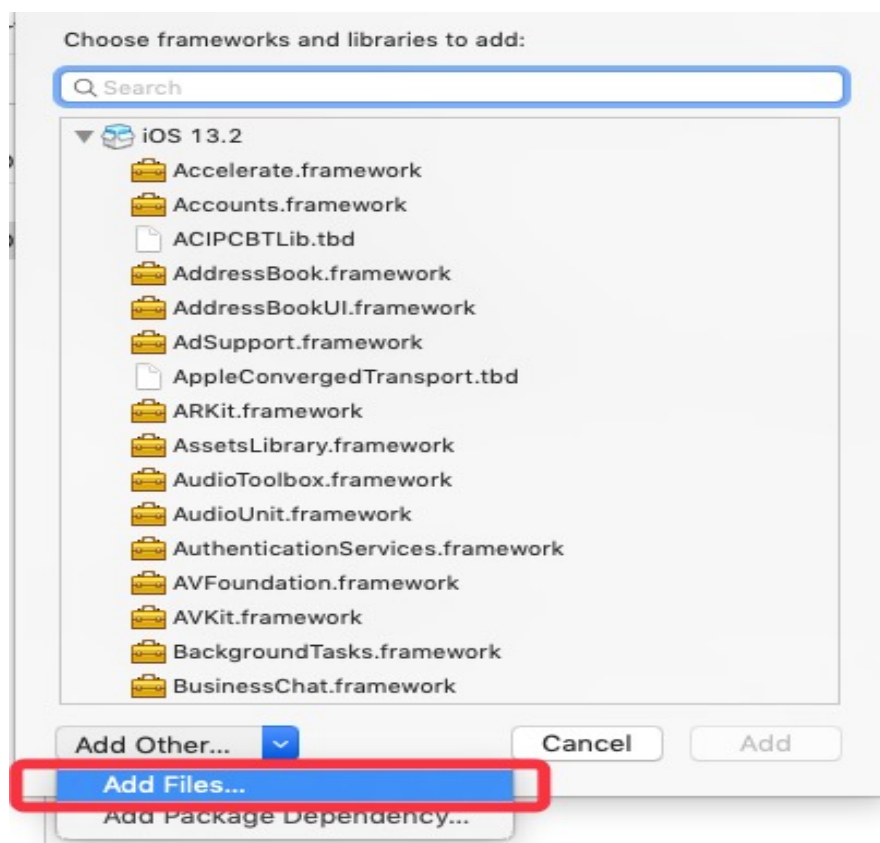 Choose frameworks and libraries to add:
Search
iOS 13.2
Accelerate.framework
Accounts.framework
ACIPCBTLib.tbd
AddressBook.framework
AddressBookUI.framework
AdSupport.framework
AppleConvergedTransport.tbd
ARKit.framework
AssetsLibrary.framework
AudioToolbox.framework
AudioUnit.framework
AuthenticationServices.framework
AVFoundation.framework
AVKit.framework
BackgroundTasks.framework
BusinessChat.framework
Add Other... Cancel Add
Add Files...
Add Package Dependency...